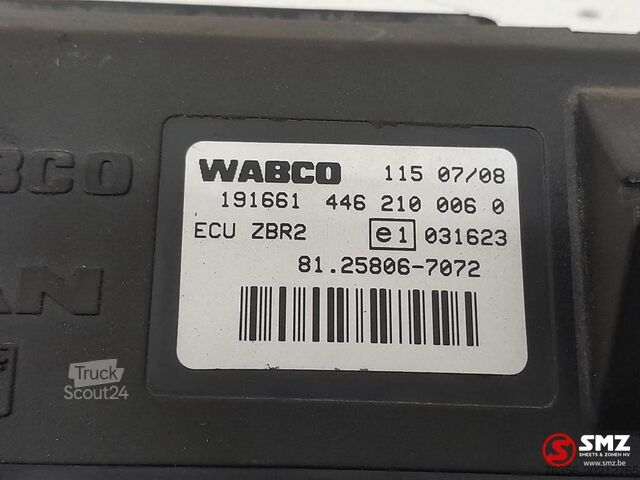 WABCO 115 07/08
191661 446 210 006 0
ECU ZBR2 e1 031623
81.25806-7072
Truck
Scout24
SMZ
SHEETS & ZONEN NV
www.smz.be